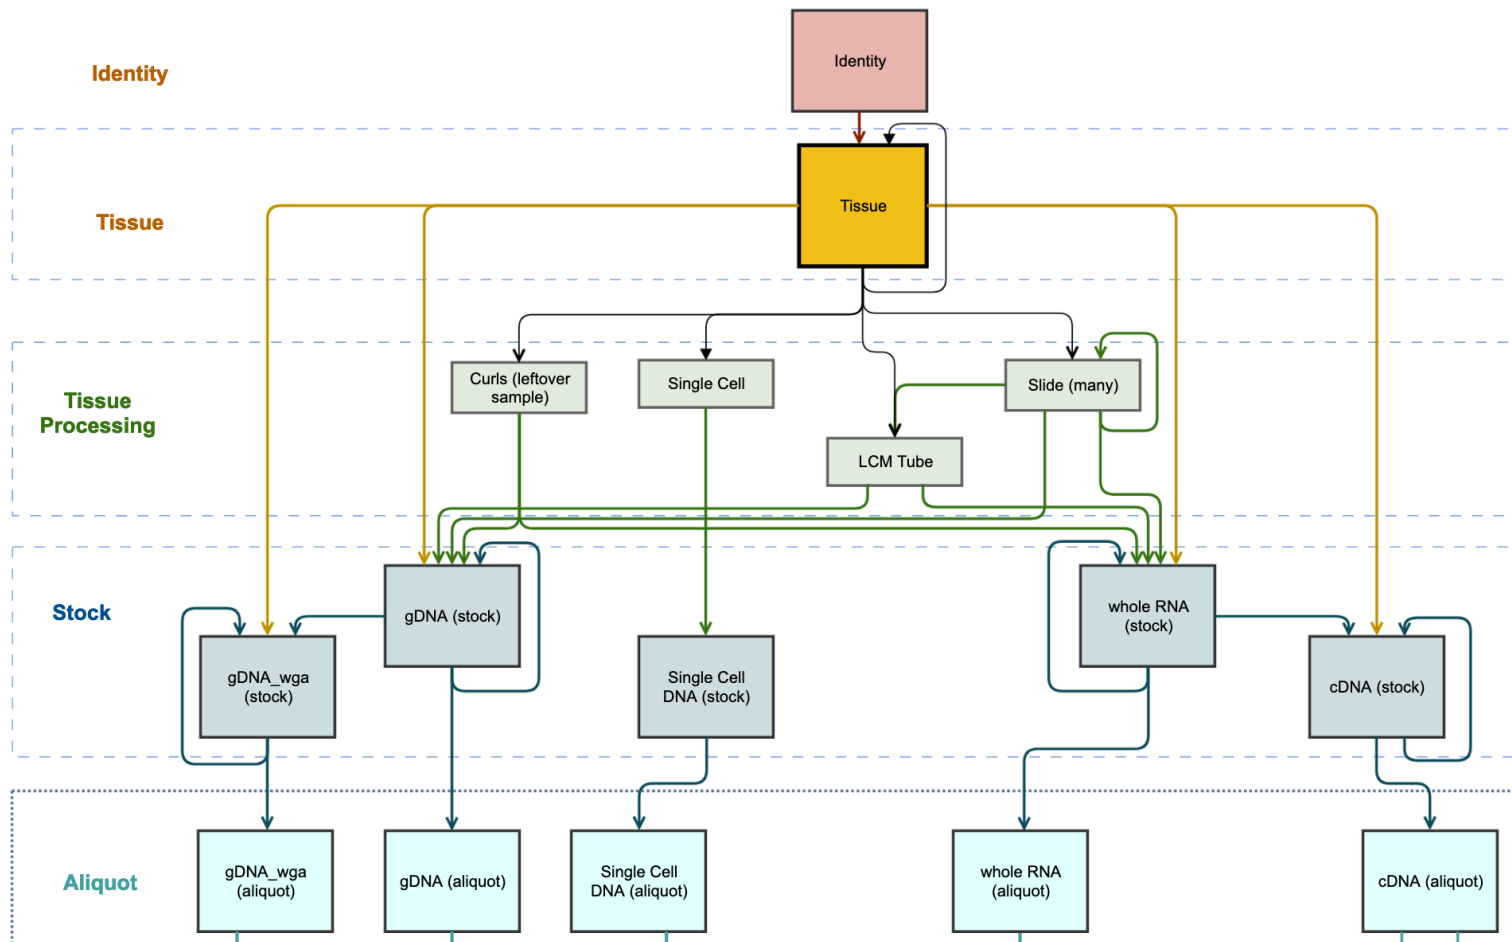 Identity
Identity
Tissue
Tissue
Tissue
Processing
Curls (leftover
sample)
Single Cell
Slide (many)
LCM Tube
Stock
gDNA (stock)
whole RNA
(stock)
gDNA_wga
(stock)
Single Cell
DNA (stock)
cDNA (stock)
Aliquot
gDNA_wga
(aliquot)
gDNA (aliquot)
Single Cell
DNA (aliquot)
whole RNA
(aliquot)
cDNA (aliquot)